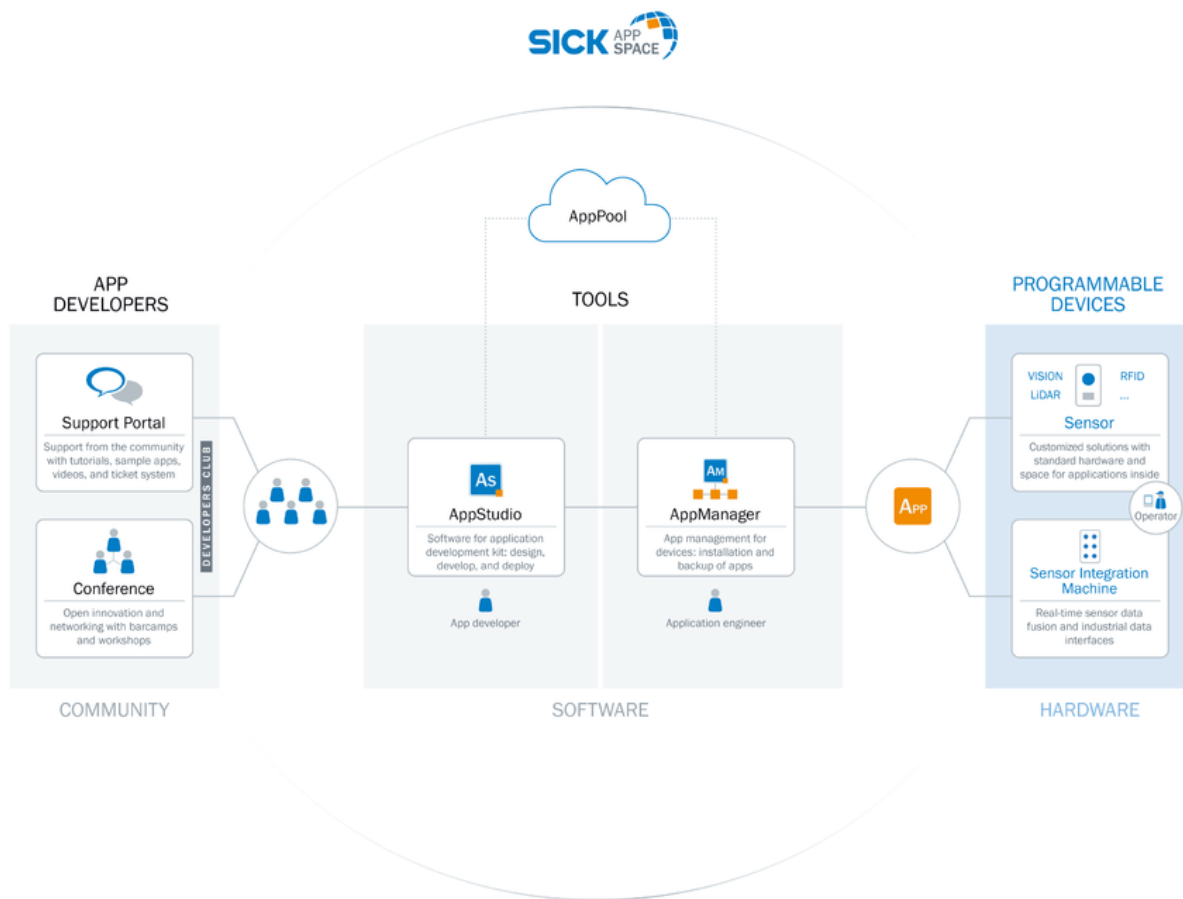 SICK APP
SPACE
AppPool
APP
DEVELOPERS
TOOLS
PROGRAMMABLE
DEVICES
Support Portal
Support from the community
with tutorials, sample apps,
videos, and ticket system
DEVELOPERS CLUB
Conference
Open innovation and
networking with barcamps
and workshops
COMMUNITY
As
AppStudio
Software for application
development kit: design,
develop, and deploy
App developer
AM
AppManager
App management for
devices: installation and
backup of apps
Application engineer
SOFTWARE
APP
VISION
RFID
LiDAR
...
Sensor
Customized solutions with
standard hardware and
space for applications inside
Operator
Sensor Integration
Machine
Real-time sensor data
fusion and industrial data
interfaces
HARDWARE